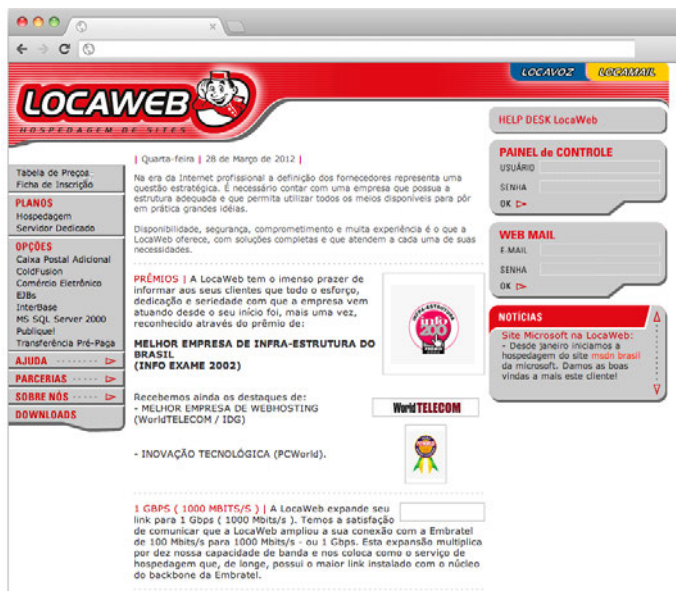 LOCAVOZ
LOCAMAIL
LOCAWEB
HOSPEDAGEM DE SITES
Tabela de Preços
Ficha de Inscrição
PLANOS
Hospedagem
Servidor Dedicado
OPÇÕES
Caixa Postal Adicional
ColdFusion
Comércio Eletrônico
EJBs
InterBase
MS SQL Server 2000
Publique!
Transferência Pré-Paga
AJUDA
PARCERIAS
SOBRE NÓS
DOWNLOADS
| Quarta-feira | 28 de Março de 2012 |
Na era da Internet profissional a definição dos fornecedores representa uma
questão estratégica. É necessário contar com uma empresa que possua a
estrutura adequada e que permita utilizar todos os meios disponíveis para pôr
em prática grandes idéias.
Disponibilidade, segurança, comprometimento e muita experiência é o que a
LocaWeb oferece, com soluções completas e que atendem a cada uma de suas
necessidades.
PRÊMIOS | A LocaWeb tem o imenso prazer de
informar aos seus clientes que todo o esforço,
dedicação e seriedade com que a empresa vem
atuando desde o seu início foi, mais uma vez,
reconhecido através do prêmio de:
MELHOR EMPRESA DE INFRA-ESTRUTURA DO
BRASIL
(INFO EXAME 2002)
INFRA-ESTRUTURA
info
200
Recebemos ainda os destaques de:
- MELHOR EMPRESA DE WEBHOSTING
(WorldTELECOM / IDG)
World TELECOM
- INOVAÇÃO TECNOLÓGICA (PCWorld).
1 GBPS ( 1000 MBITS/S ) | A LocaWeb expande seu
link para 1 Gbps ( 1000 Mbits/s ). Temos a satisfação
de comunicar que a LocaWeb ampliou a sua conexão com a Embratel
de 100 Mbits/s para 1000 Mbits/s - ou 1 Gbps. Esta expansão multiplica
por dez nossa capacidade de banda e nos coloca como o serviço de
hospedagem que, de longe, possui o maior link instalado com o núcleo
do backbone da Embratel.
HELP DESK LocaWeb
PAINEL de CONTROLE
USUÁRIO
SENHA
OK
WEB MAIL
E-MAIL
SENHA
OK
NOTÍCIAS
Site Microsoft na LocaWeb:
- Desde janeiro iniciamos a
hospedagem do site msdn brasil
da microsoft. Damos as boas
vindas a mais este cliente!